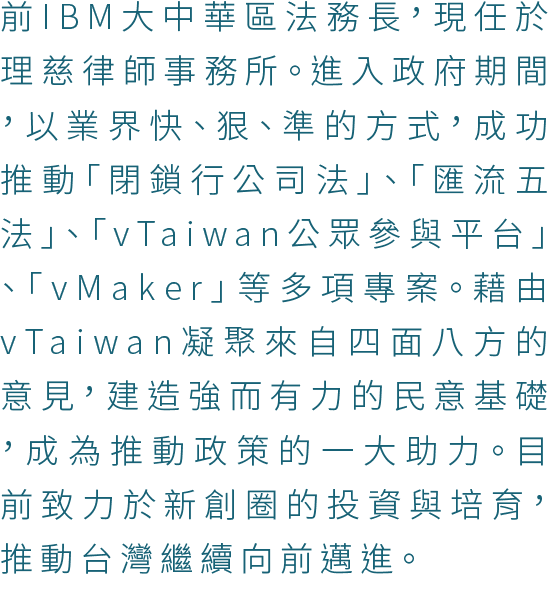 前IBM大中華區法務長，現任於
理慈律師事務所。進入政府期間
，以業界快、狠、準的方式，成功
推動「閉鎖行公司法」、「匯流五
法」、「vTaiwan公眾參與平台」
、「vMaker」等多項專案。藉由
vTaiwan凝聚來自四面八方的
意見，建造強而有力的民意基礎
，成為推動政策的一大助力。目
前致力於新創圈的投資與培育，
推動台灣繼續向前邁進。